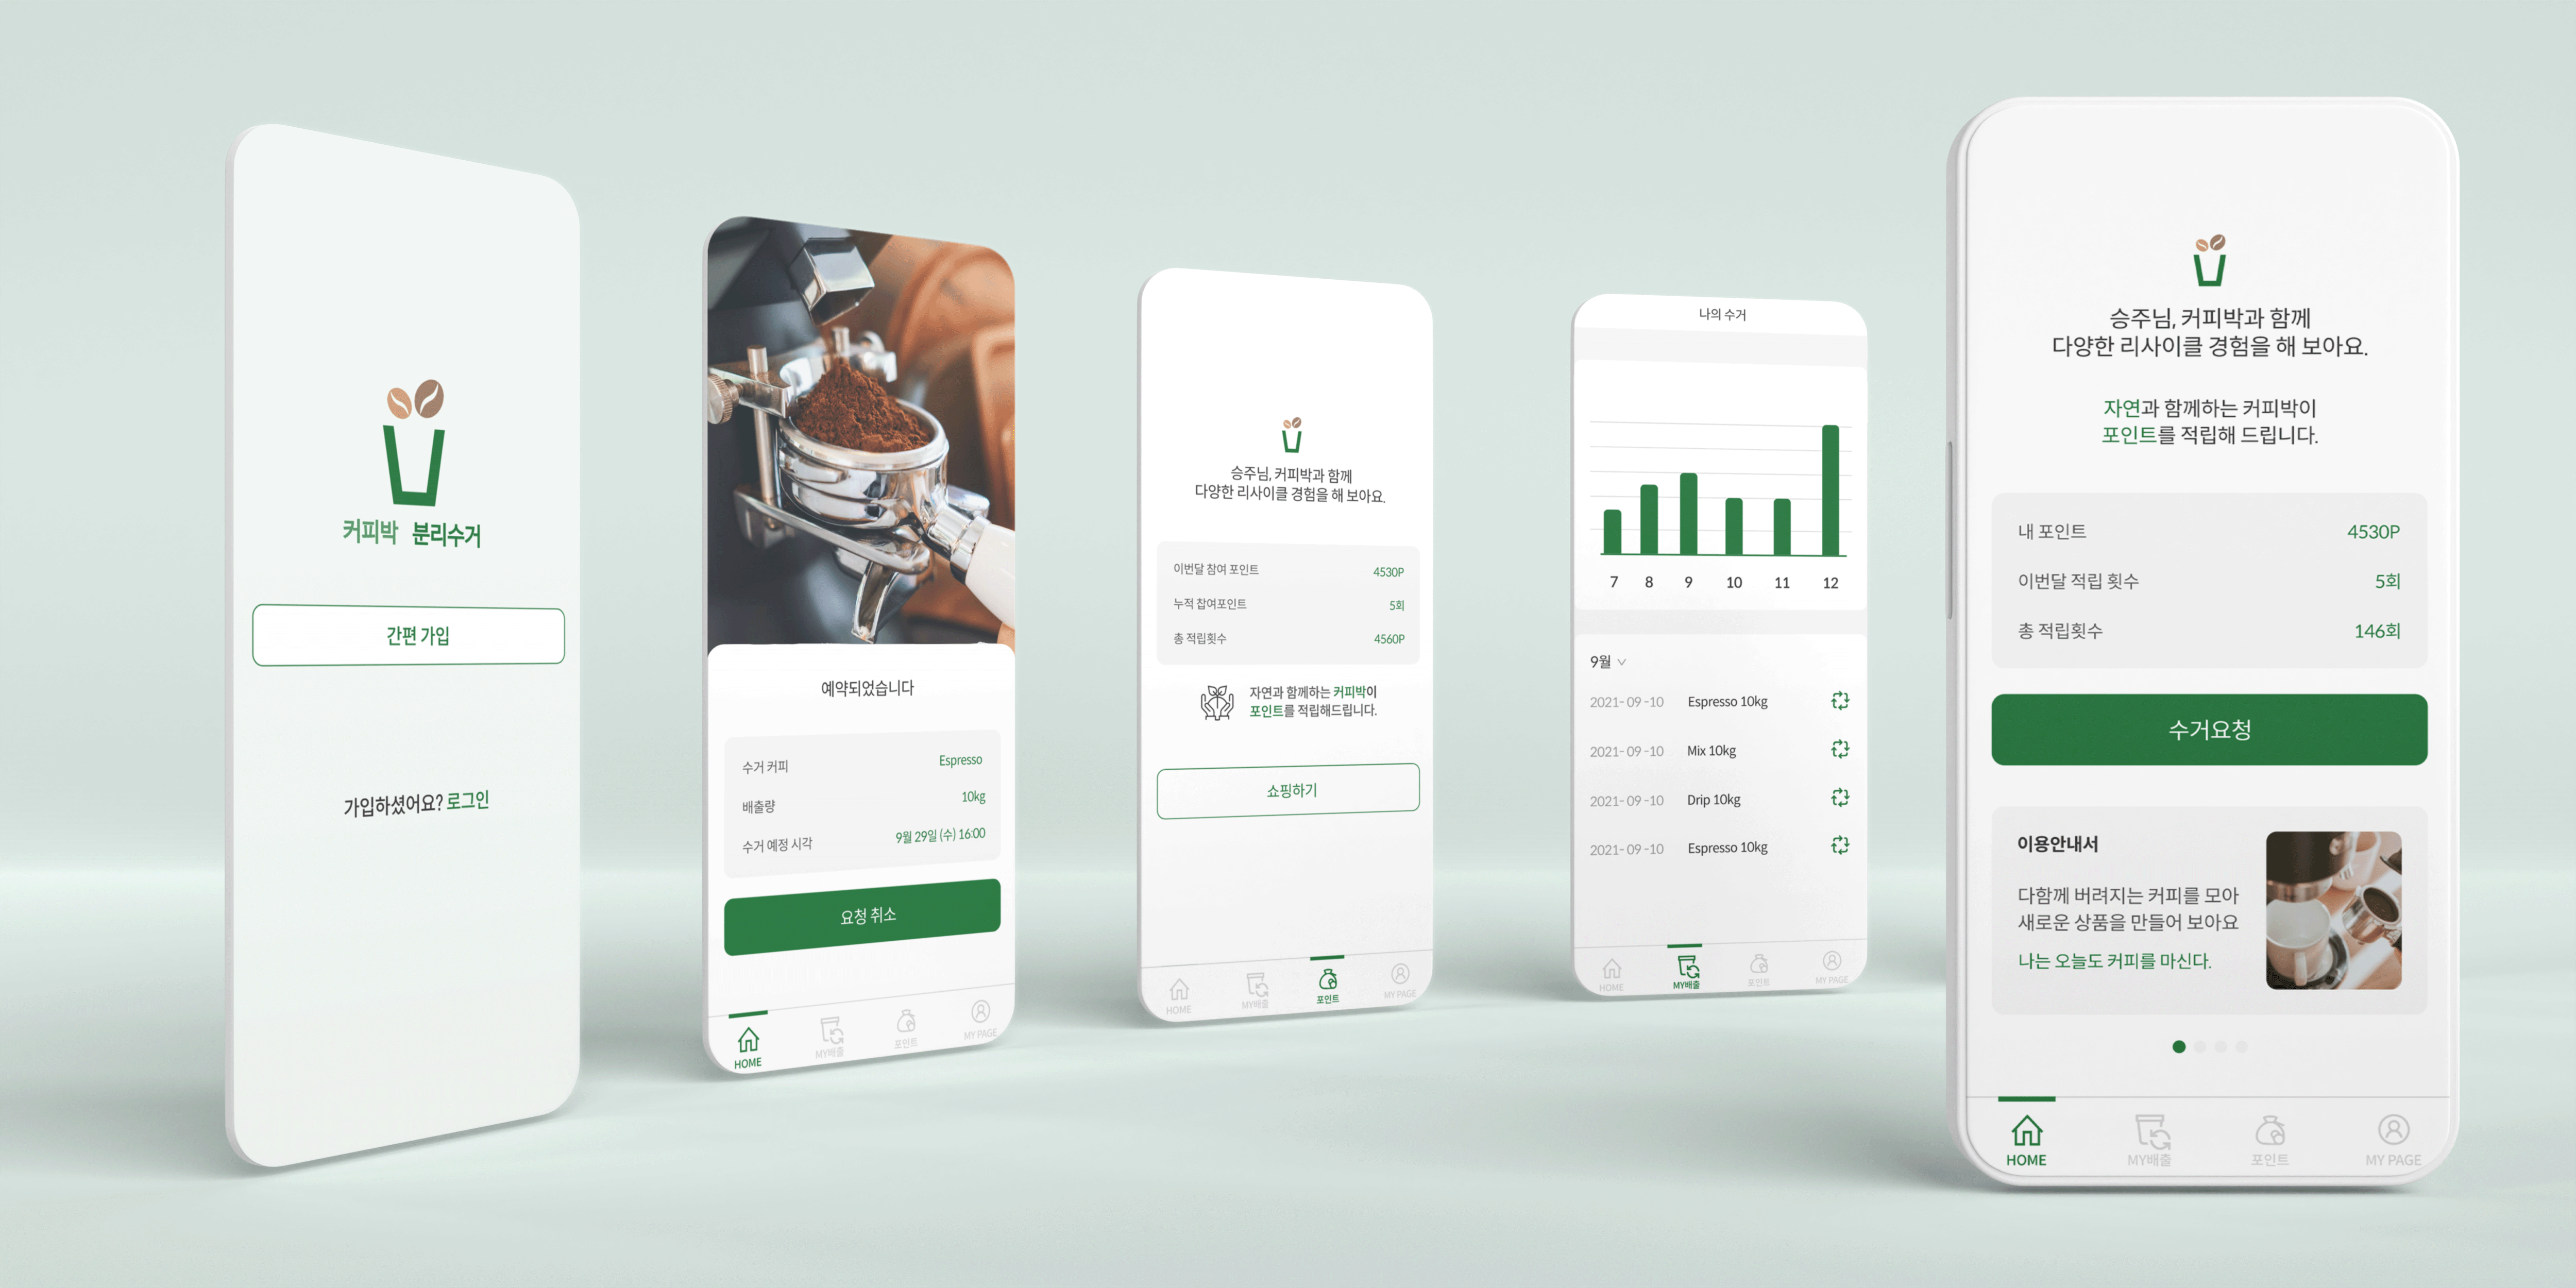 커피박 분리수거
간편 가입
가입하셨어요? 로그인
예약되었습니다
수거 커피 Espresso
배출량 10kg
수거 예정 시각 9월 29일 (수) 16:00
요청 취소
HOME MY배출 포인트 MY PAGE
승주님, 커피박과 함께
다양한 리사이클 경험을 해 보아요.
이번달 참여 포인트 4530P
누적 찹여포인트 5회
총 적립횟수 4560P
자연과 함께하는 커피박이
포인트를 적립해드립니다.
쇼핑하기
HOME MY배출 포인트 MY PAGE
나의 수거
7 8 9 10 11 12
9월
2021-09-10 Espresso 10kg
2021-09-10 Mix 10kg
2021-09-10 Drip 10kg
2021-09-10 Espresso 10kg
HOME MY배출 포인트 MY PAGE
승주님, 커피박과 함께
다양한 리사이클 경험을 해 보아요.
자연과 함께하는 커피박이
포인트를 적립해 드립니다.
내 포인트 4530P
이번달 적립 횟수 5회
총 적립횟수 146회
수거요청
이용안내서
다함께 버려지는 커피를 모아
새로운 상품을 만들어 보아요
나는 오늘도 커피를 마신다.
HOME MY배출 포인트 MY PAGE